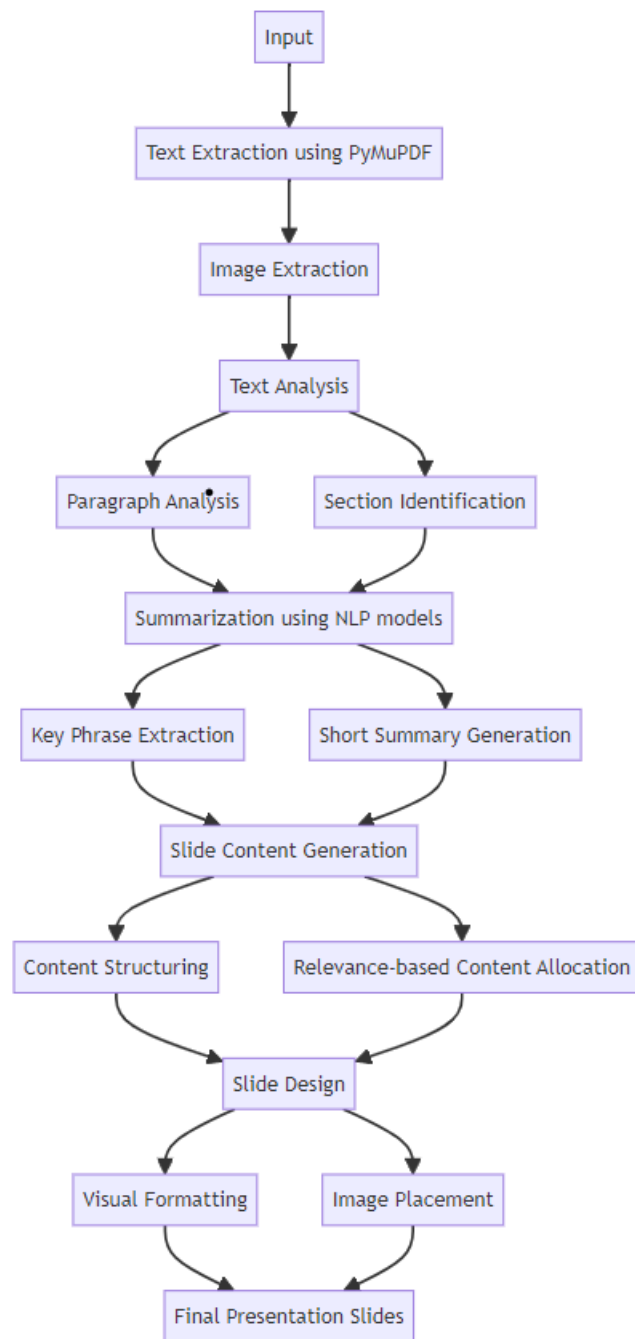 Input
Text Extraction using PyMuPDF
Image Extraction
Text Analysis
Paragraph Analysis
Section Identification
Summarization using NLP models
Key Phrase Extraction
Short Summary Generation
Slide Content Generation
Content Structuring
Relevance-based Content Allocation
Slide Design
Visual Formatting
Image Placement
Final Presentation Slides